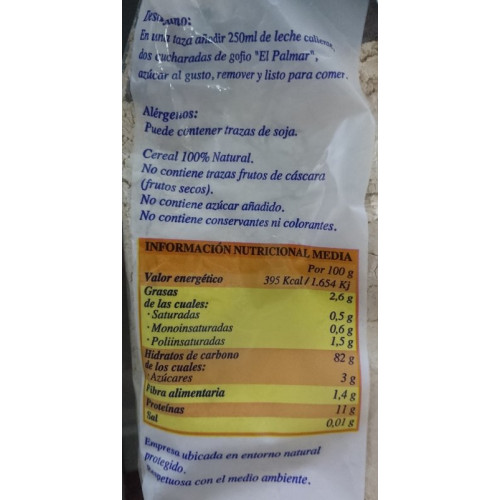 Desayuno:
En una taza añadir 250ml de leche caliente,
dos cucharadas de gofio "El Palmar",
azúcar al gusto, remover y listo para comer.
Alérgenos:
Puede contener trazas de soja.
Cereal 100% Natural.
No contiene trazas frutos de cáscara
(frutos secos).
No contiene azúcar añadido.
No contiene conservantes ni colorantes.
INFORMACIÓN NUTRICIONAL MEDIA
Por 100 g
Valor energético 395 Kcal / 1.654 Kj
Grasas 2,6 g
de las cuales:
· Saturadas 0,5 g
· Monoinsaturadas 0,6 g
· Poliinsaturadas 1,5 g
Hidratos de carbono 82 g
de los cuales:
- Azúcares 3 g
Fibra alimentaria 1,4 g
Proteínas 11 g
Sal 0,01 g
Empresa ubicada en entorno natural
protegido.
Respetuosa con el medio ambiente.